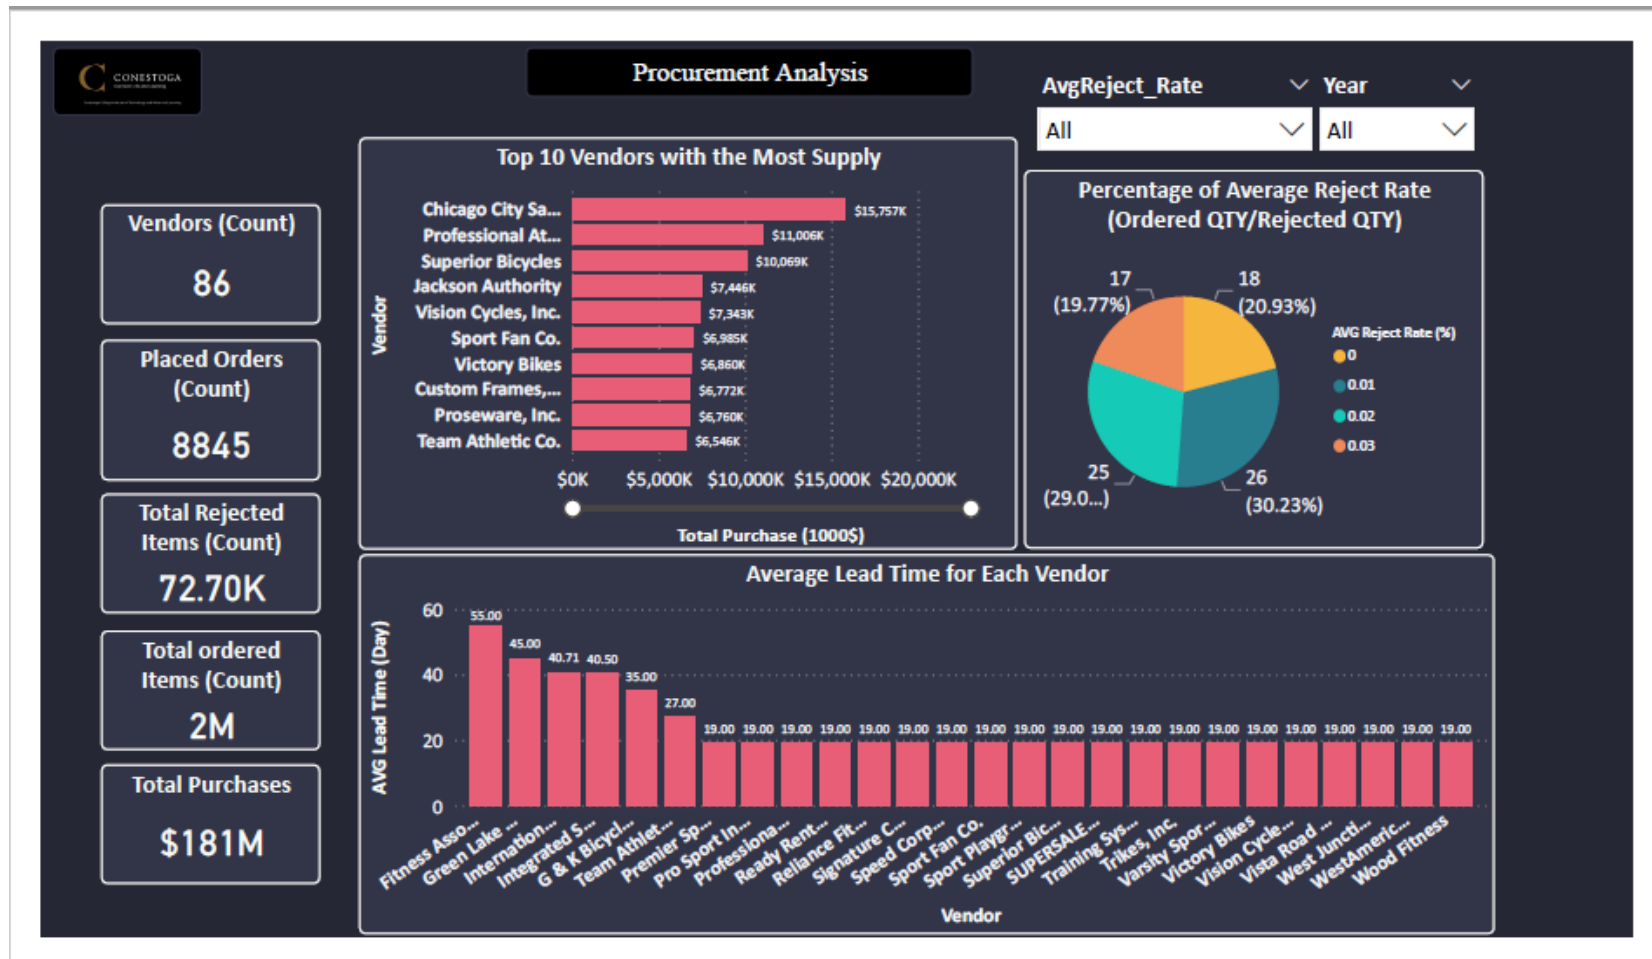 CONESTOGA
Procurement Analysis
AvgReject_Rate
Year
All
All
Vendors (Count)
86
Placed Orders
(Count)
8845
Total Rejected
Items (Count)
72.70K
Total ordered
Items (Count)
2M
Total Purchases
$181M
Top 10 Vendors with the Most Supply
Vendor
Chicago City Sa... $15,757K
Professional At... $11,006K
Superior Bicycles $10,069K
Jackson Authority $7,446K
Vision Cycles, Inc. $7,343K
Sport Fan Co. $6,985K
Victory Bikes $6,860K
Custom Frames,... $6,772K
Proseware, Inc. $6,760K
Team Athletic Co. $6,546K
$0K $5,000K $10,000K $15,000K $20,000K
Total Purchase (1000$)
Percentage of Average Reject Rate
(Ordered QTY/Rejected QTY)
17
(19.77%)
18
(20.93%)
25
(29.0...)
26
(30.23%)
AVG Reject Rate (%)
0
0.01
0.02
0.03
Average Lead Time for Each Vendor
AVG Lead Time (Day)
60
40
20
0
55.00 45.00 40.71 40.50 35.00 27.00 19.00 19.00 19.00 19.00 19.00 19.00 19.00 19.00 19.00 19.00 19.00 19.00 19.00 19.00 19.00 19.00 19.00 19.00 19.00 19.00
Fitness Asso...
Green Lake ...
Internation...
Integrated S...
G & K Bicycl...
Team Athlet...
Premier Sp...
Pro Sport In...
Professiona...
Ready Rent...
Reliance Fit...
Signature C...
Speed Corp...
Sport Fan Co.
Sport Playgr...
Superior Bic...
SUPERSALE...
Training Sys...
Trikes, Inc.
Varsity Spor...
Victory Bikes
Vision Cycle...
Vista Road ...
West Juncti...
WestAmeric...
Wood Fitness
Vendor